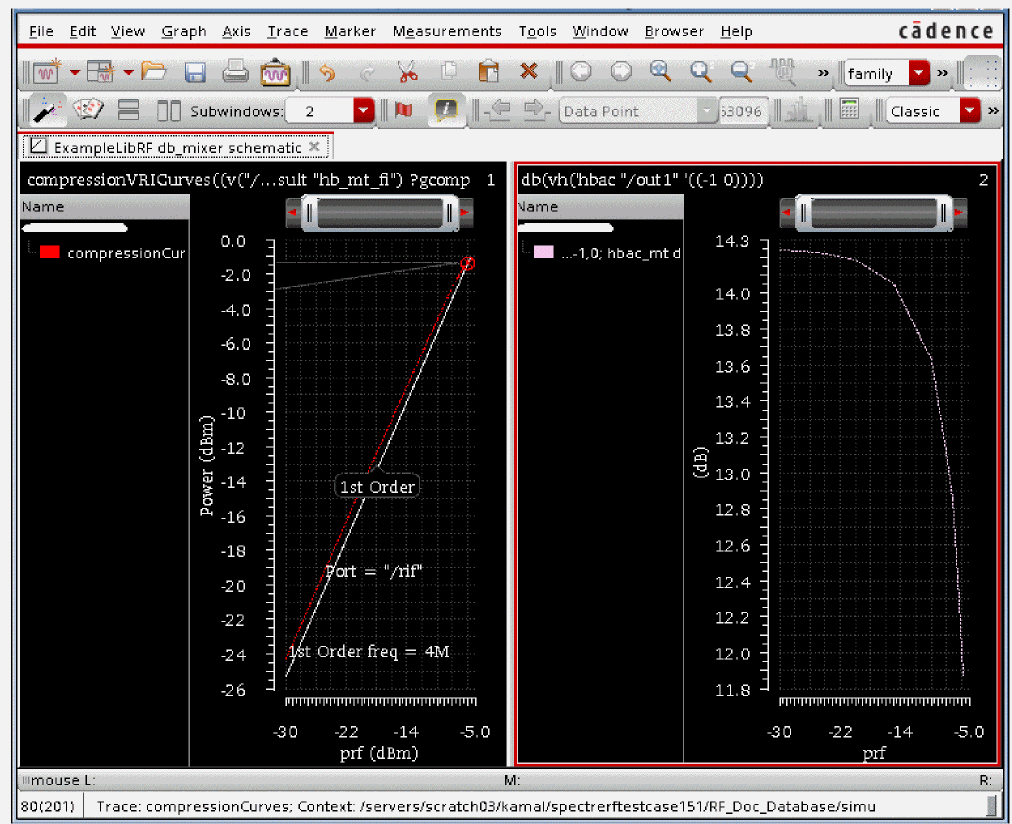 File Edit View Graph Axis Trace Marker Measurements Tools Window Browser Help cādence
» family »
Subwindows: 2 Data Point 53096 Classic »
ExampleLibRF db_mixer schematic
compressionVRICurves((v("/...sult "hb_mt_fi") ?gcomp 1
Name
compressionCur
0.0
-2.0
-4.0
-6.0
-8.0
-10
-12
-14
-16
-18
-20
-22
-24
-26
Power (dBm)
1st Order
Port = "/rif"
1st Order freq = 4M
-30 -22 -14 -5.0
prf (dBm)
db(vh('hbac "/out1" '((-1 0)))) 2
Name
...-1,0; hbac_mt d
14.3
14.0
13.8
13.6
13.4
13.2
13.0
12.8
12.6
12.4
12.2
12.0
11.8
(dB)
-30 -22 -14 -5.0
prf
mouse L: M: R:
80(201) Trace: compressionCurves; Context: /servers/scratch03/kamal/spectrerftestcase151/RF_Doc_Database/simu